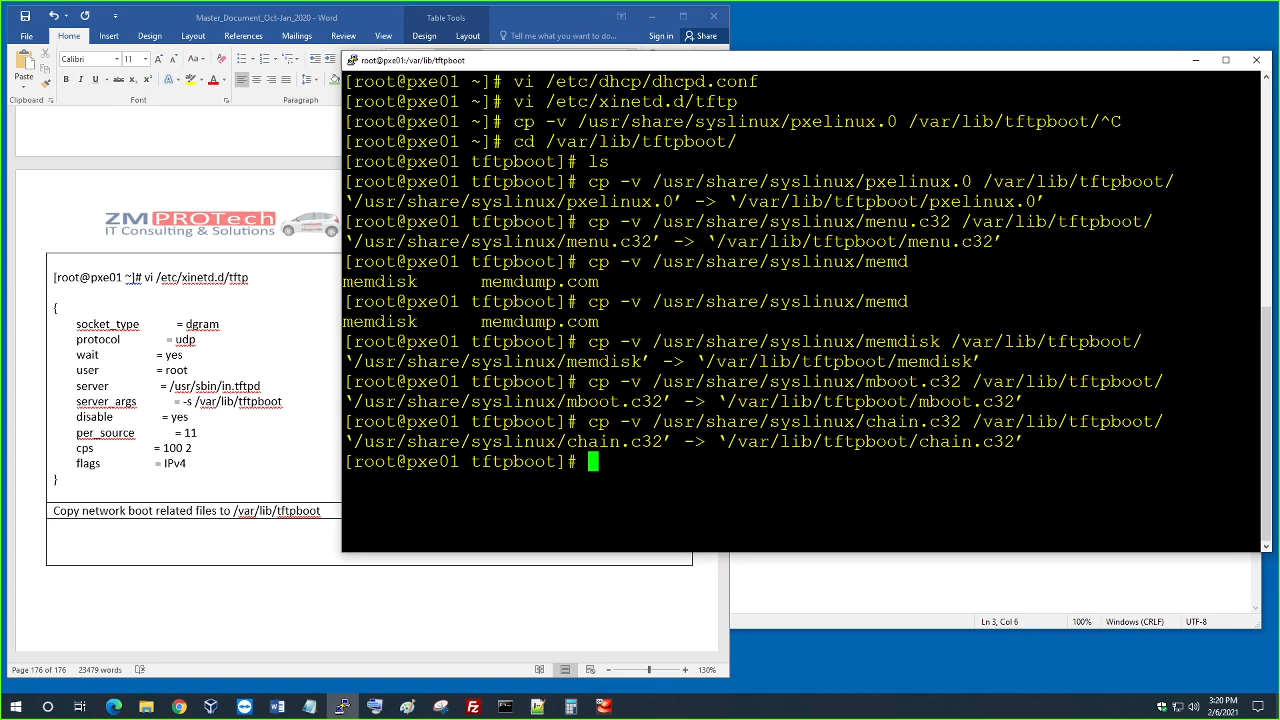 Master_Document_Oct-Jan_2020 - Word
Table Tools
File
Home
Insert
Design
Layout
References
Mailings
Review
View
Design
Layout
Tell me what you want to do...
Sign in
Share
Paste
Calibri
11
Clipboard
Font
Paragraph
ZM PROTech
IT Consulting & Solutions
[root@pxe01 ~]# vi /etc/xinetd.d/tftp
{
socket_type = dgram
protocol = udp
wait = yes
user = root
server = /usr/sbin/in.tftpd
server_args = -s /var/lib/tftpboot
disable = yes
per_source = 11
cps = 100 2
flags = IPv4
}
Copy network boot related files to /var/lib/tftpboot
Page 176 of 176
23479 words
130%
root@pxe01:/var/lib/tftpboot
[root@pxe01 ~]# vi /etc/dhcp/dhcpd.conf
[root@pxe01 ~]# vi /etc/xinetd.d/tftp
[root@pxe01 ~]# cp -v /usr/share/syslinux/pxelinux.0 /var/lib/tftpboot/^C
[root@pxe01 ~]# cd /var/lib/tftpboot/
[root@pxe01 tftpboot]# ls
[root@pxe01 tftpboot]# cp -v /usr/share/syslinux/pxelinux.0 /var/lib/tftpboot/
‘/usr/share/syslinux/pxelinux.0’ -> ‘/var/lib/tftpboot/pxelinux.0’
[root@pxe01 tftpboot]# cp -v /usr/share/syslinux/menu.c32 /var/lib/tftpboot/
‘/usr/share/syslinux/menu.c32’ -> ‘/var/lib/tftpboot/menu.c32’
[root@pxe01 tftpboot]# cp -v /usr/share/syslinux/memd
memdisk memdump.com
[root@pxe01 tftpboot]# cp -v /usr/share/syslinux/memd
memdisk memdump.com
[root@pxe01 tftpboot]# cp -v /usr/share/syslinux/memdisk /var/lib/tftpboot/
‘/usr/share/syslinux/memdisk’ -> ‘/var/lib/tftpboot/memdisk’
[root@pxe01 tftpboot]# cp -v /usr/share/syslinux/mboot.c32 /var/lib/tftpboot/
‘/usr/share/syslinux/mboot.c32’ -> ‘/var/lib/tftpboot/mboot.c32’
[root@pxe01 tftpboot]# cp -v /usr/share/syslinux/chain.c32 /var/lib/tftpboot/
‘/usr/share/syslinux/chain.c32’ -> ‘/var/lib/tftpboot/chain.c32’
[root@pxe01 tftpboot]#
Ln 3, Col 6
100%
Windows (CRLF)
UTF-8
3:20 PM
2/6/2021